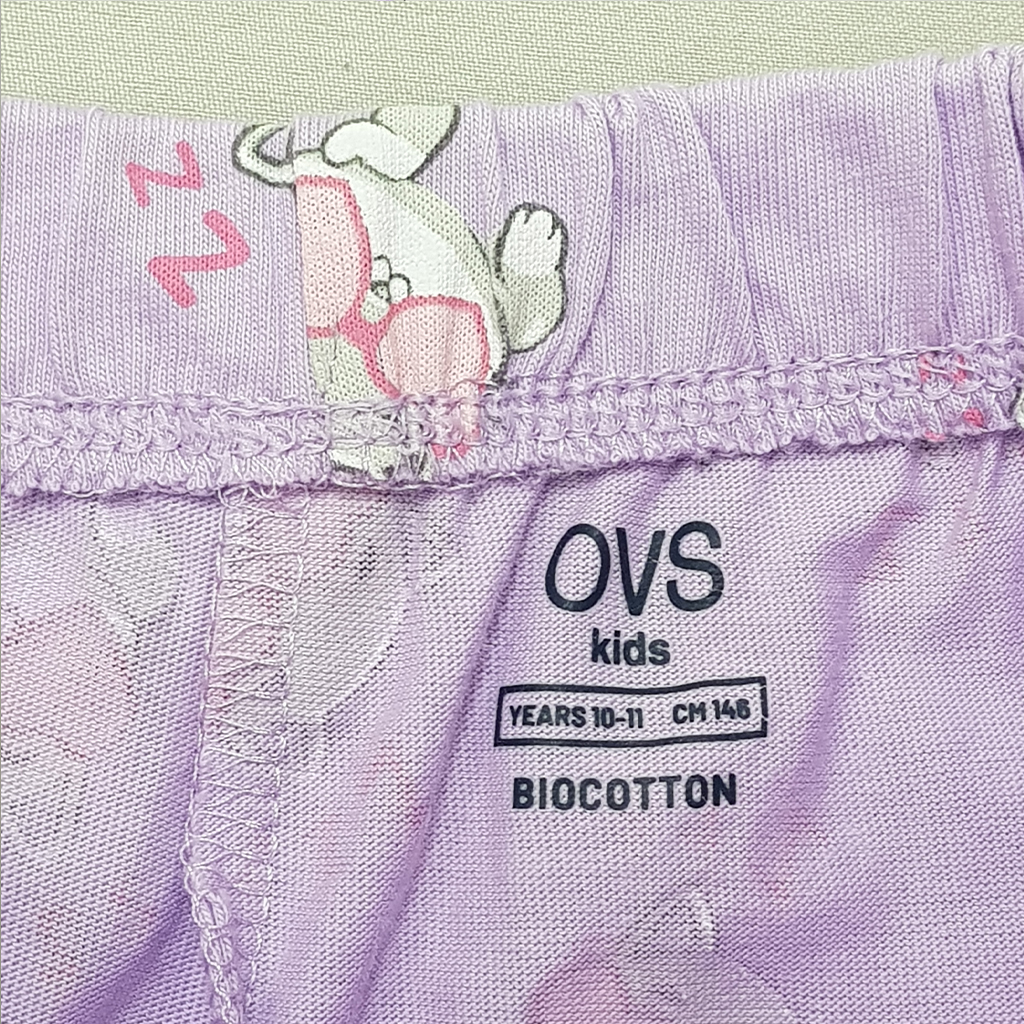 z
z
OVS
kids
YEARS 10-11 CM 146
BIOCOTTON